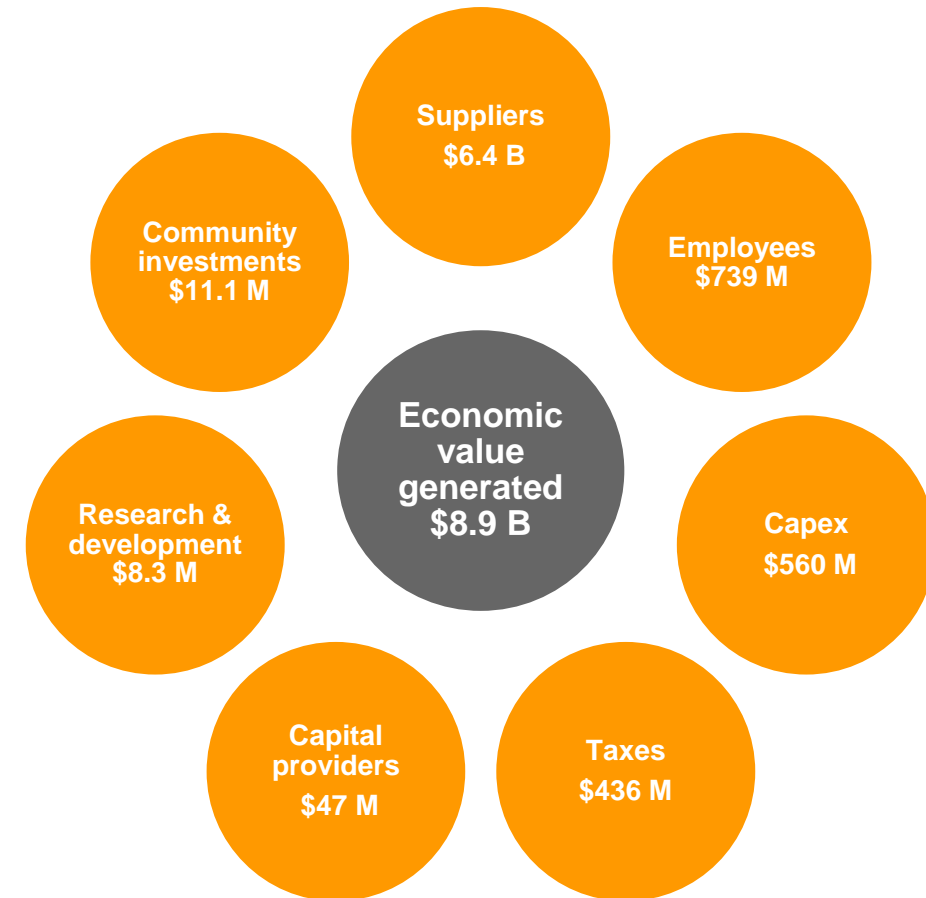 Suppliers
$6.4 B
Community
investments
$11.1 M
Employees
$739 M
Economic
value
generated
$8.9 B
Research &
development
$8.3 M
Capex
$560 M
Capital
providers
$47 M
Taxes
$436 M